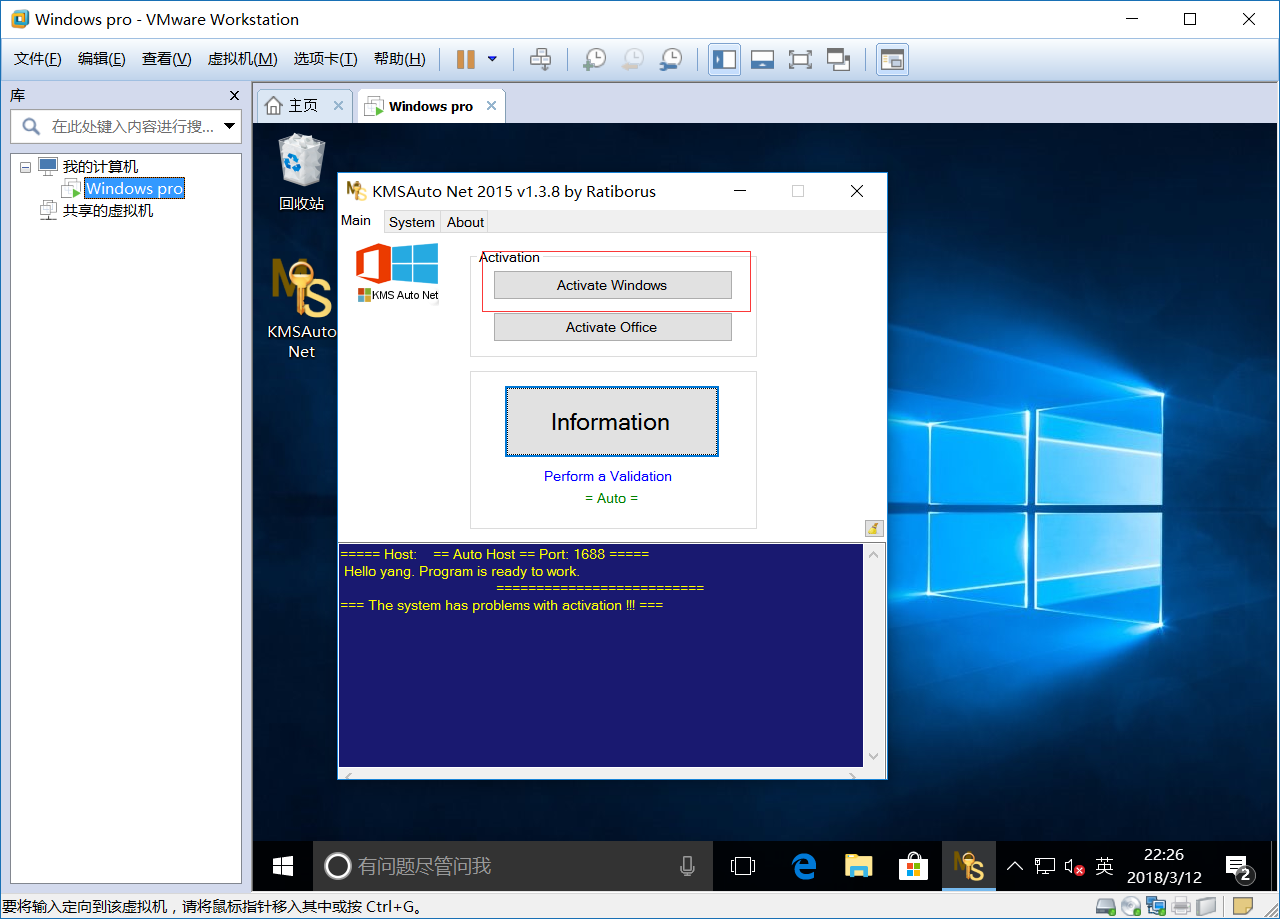 Windows pro - VMware Workstation
文件(F) 编辑(E) 查看(V) 虚拟机(M) 选项卡(T) 帮助(H)
库
在此处键入内容进行搜...
我的计算机
Windows pro
共享的虚拟机
主页
Windows pro
回收站
KMSAuto
Net
KMSAuto Net 2015 v1.3.8 by Ratiborus
Main System About
KMS Auto Net
Activation
Activate Windows
Activate Office
Information
Perform a Validation
= Auto =
===== Host: == Auto Host == Port: 1688 =====
Hello yang. Program is ready to work.
==========================
=== The system has problems with activation !!! ===
有问题尽管问我
英
22:26
2018/3/12
2
要将输入定向到该虚拟机，请将鼠标指针移入其中或按 Ctrl+G。